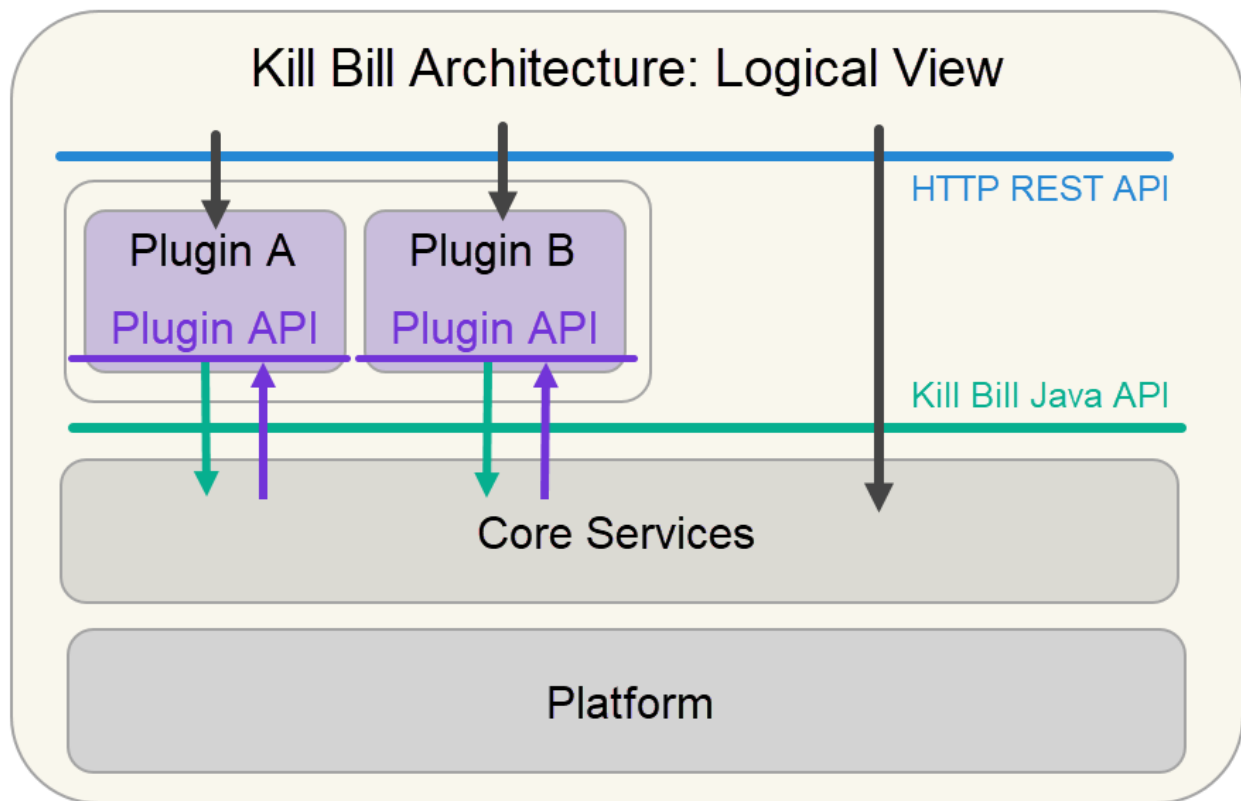 Kill Bill Architecture: Logical View
HTTP REST API
Plugin A
Plugin B
Plugin API
Plugin API
Kill Bill Java API
Core Services
Platform